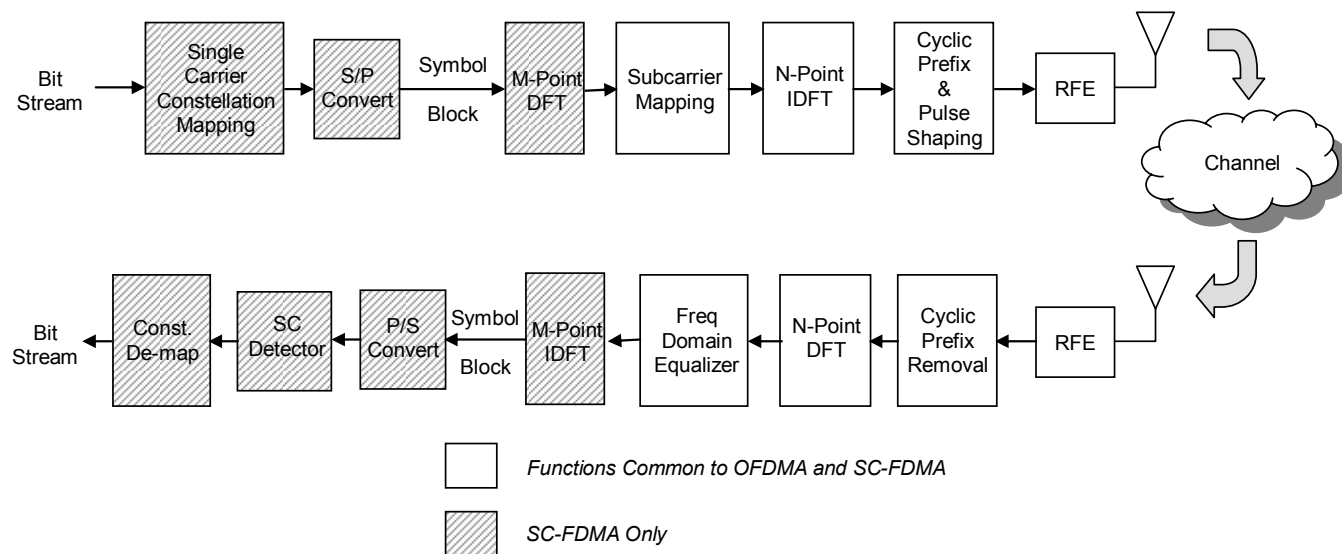 Bit
Stream
Single
Carrier
Constellation
Mapping
S/P
Convert
Symbol
Block
M-Point
DFT
Subcarrier
Mapping
N-Point
IDFT
Cyclic
Prefix
&
Pulse
Shaping
RFE
Channel
Bit
Stream
Const.
De-map
SC
Detector
P/S
Convert
Symbol
Block
M-Point
IDFT
Freq
Domain
Equalizer
N-Point
DFT
Cyclic
Prefix
Removal
RFE
Functions Common to OFDMA and SC-FDMA
SC-FDMA Only